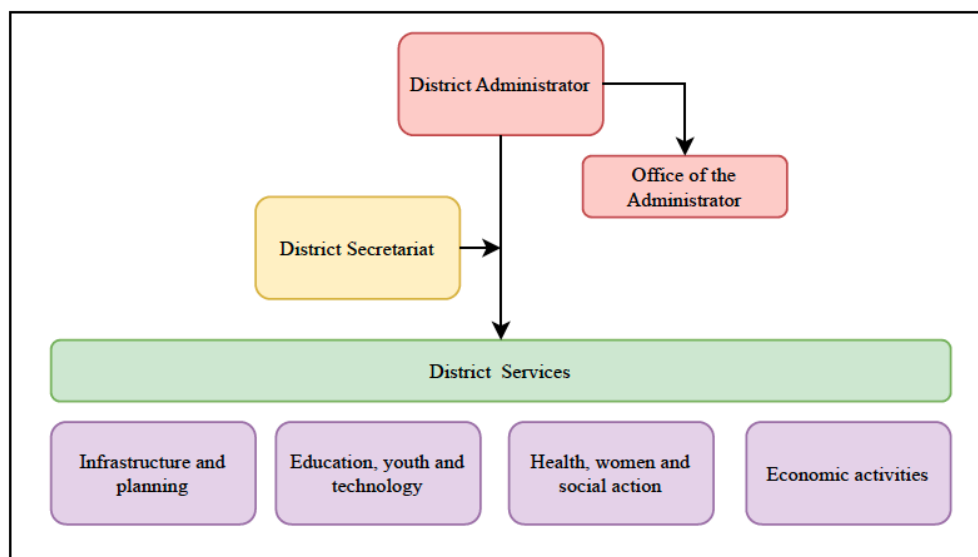 District Administrator
Office of the
Administrator
District Secretariat
District Services
Infrastructure and
planning
Education, youth and
technology
Health, women and
social action
Economic activities